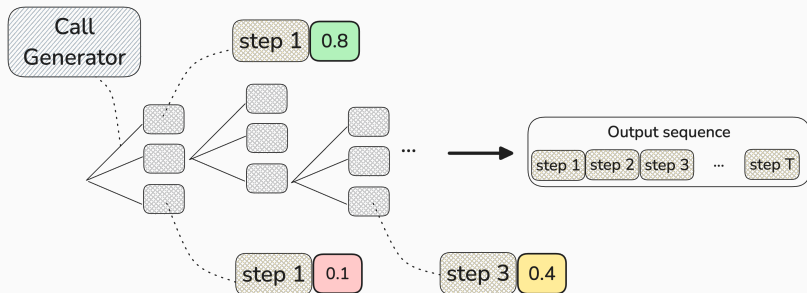 Call
Generator
step 1 0.8
...
Output sequence
step 1 step 2 step 3 ... step T
step 1 0.1
step 3 0.4